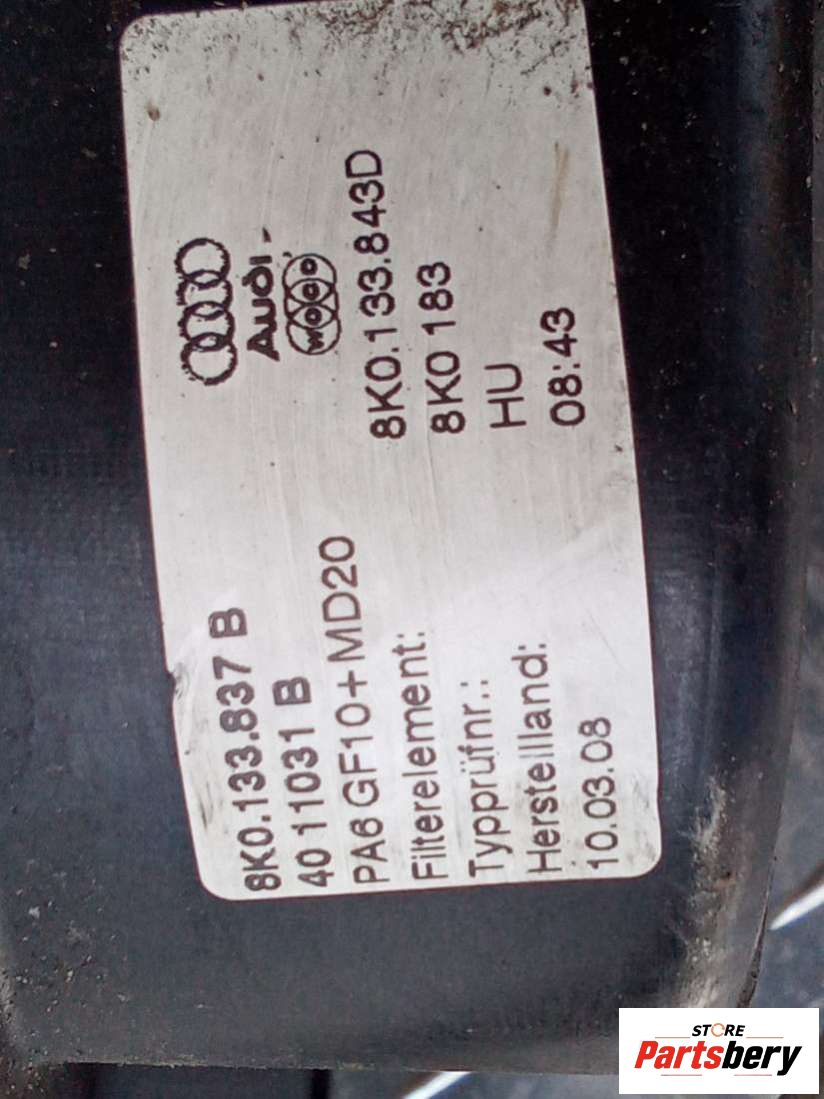 8K0.133.837 B
Audi
40 11031 B
woco
PA6 GF10+MD20
Filterelement: 8K0.133.843D
Typprüfnr.: 8K0 183
Herstellland: HU
10.03.08 08:43
STORE
Partsbery